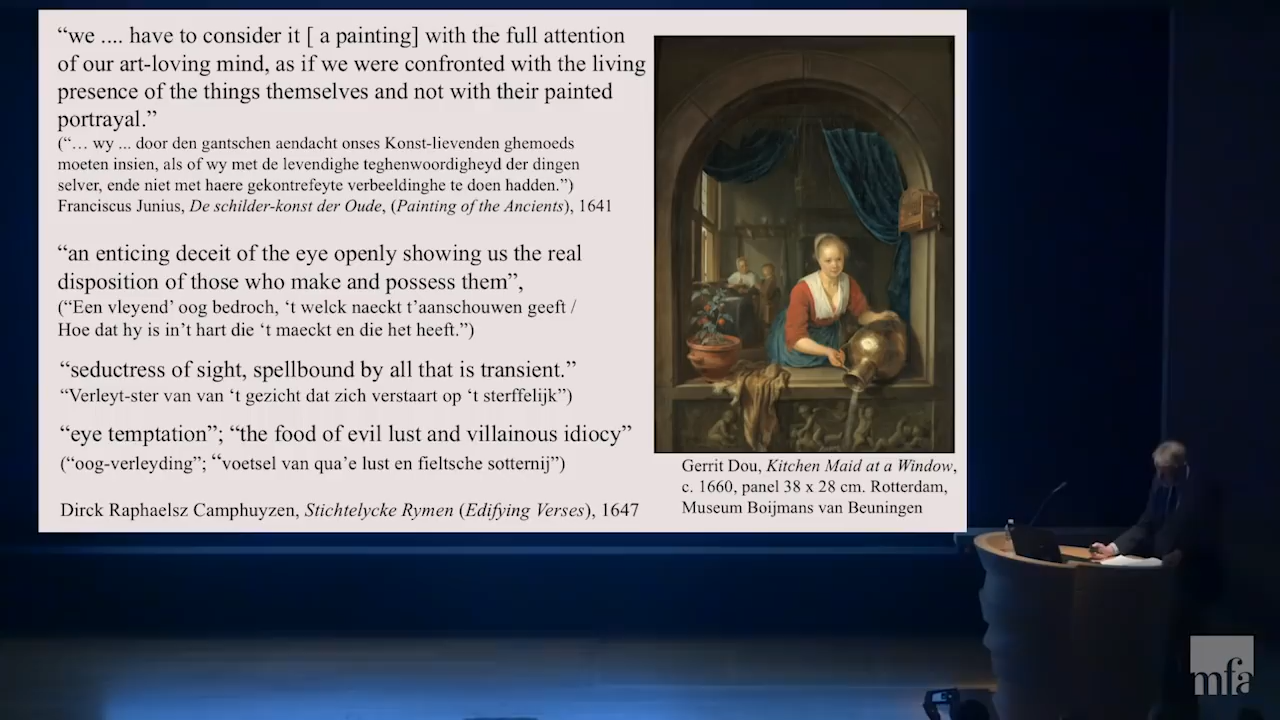 “we .... have to consider it [ a painting] with the full attention
of our art-loving mind, as if we were confronted with the living
presence of the things themselves and not with their painted
portrayal.”
(“… wy ... door den gantschen aendacht onses Konst-lievenden ghemoeds
moeten insien, als of wy met de levendighe teghenwoordigheyd der dingen
selver, ende niet met haere gekontrefeyte verbeeldinghe te doen hadden.”)
Franciscus Junius, De schilder-konst der Oude, (Painting of the Ancients), 1641
“an enticing deceit of the eye openly showing us the real
disposition of those who make and possess them”,
(“Een vleyend’ oog bedroch, ‘t welck naeckt t’aanschouwen geeft /
Hoe dat hy is in’t hart die ‘t maeckt en die het heeft.”)
“seductress of sight, spellbound by all that is transient.”
“Verleyt-ster van van ‘t gezicht dat zich verstaart op ‘t sterffelijk”)
“eye temptation”; “the food of evil lust and villainous idiocy”
(“oog-verleyding”; “voetsel van qua’e lust en fieltsche sotternij”)
Dirck Raphaelsz Camphuyzen, Stichtelycke Rymen (Edifying Verses), 1647
Gerrit Dou, Kitchen Maid at a Window,
c. 1660, panel 38 x 28 cm. Rotterdam,
Museum Boijmans van Beuningen
mfa